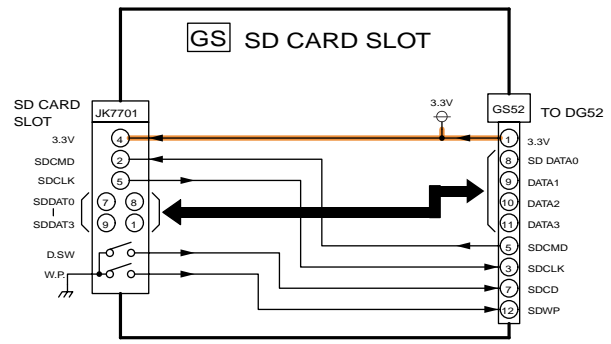 GS SD CARD SLOT
SD CARD
SLOT
JK7701
3.3V
GS52
TO DG52
3.3V
4
1
3.3V
SDCMD
2
8
SD DATA0
SDCLK
5
9
DATA1
SDDAT0
7
8
10
DATA2
SDDAT3
9
1
11
DATA3
5
SDCMD
D.SW
3
SDCLK
W.P.
7
SDCD
12
SDWP